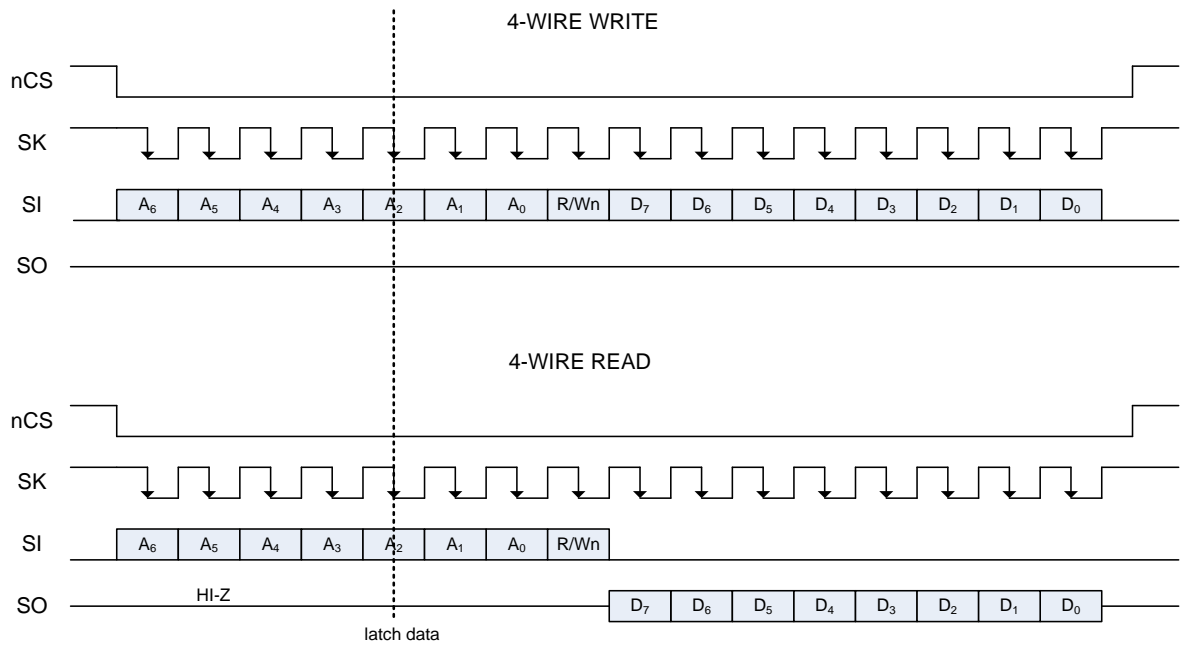 4-WIRE WRITE
nCS
SK
SI A₆ A₅ A₄ A₃ A₂ A₁ A₀ R/Wn D₇ D₆ D₅ D₄ D₃ D₂ D₁ D₀
SO
4-WIRE READ
nCS
SK
SI A₆ A₅ A₄ A₃ A₂ A₁ A₀ R/Wn
SO HI-Z D₇ D₆ D₅ D₄ D₃ D₂ D₁ D₀
latch data